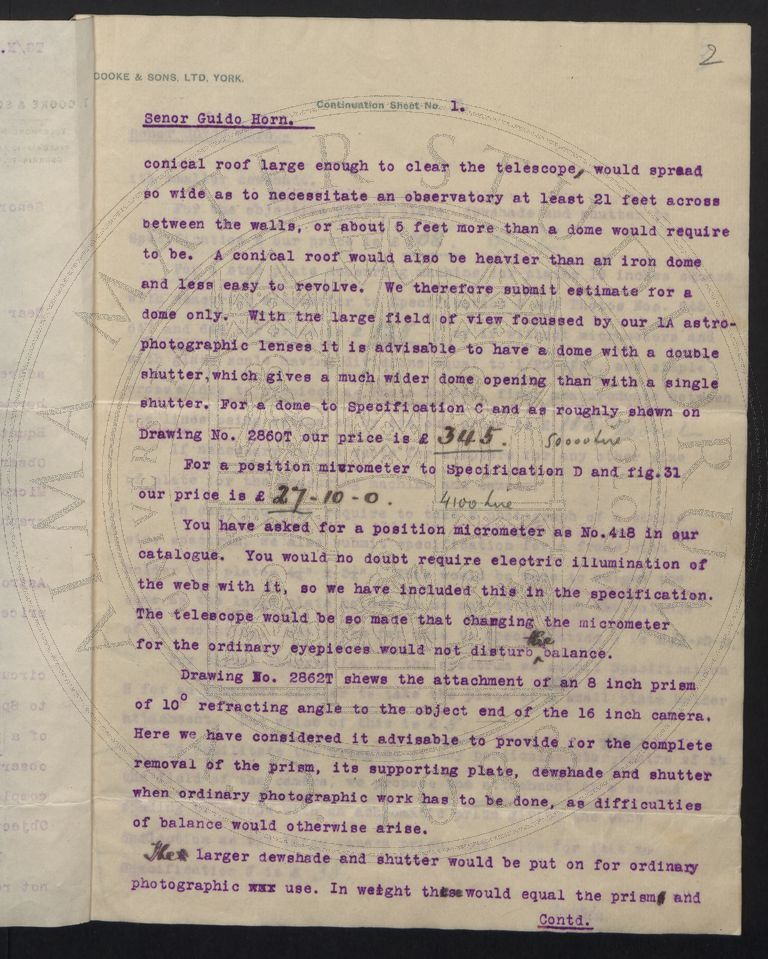 2
COOKE & SONS, LTD, YORK.
Continuation Sheet No. 1.
Senor Guido Horn.
conical roof large enough to clear the telescope, would spread
so wide as to necessitate an observatory at least 21 feet across
between the walls, or about 5 feet more than a dome would require
to be. A conical roof would also be heavier than an iron dome
and less easy to revolve. We therefore submit estimate for a
dome only. With the large field of view focussed by our 1A astro-
photographic lenses it is advisable to have a dome with a double
shutter,which gives a much wider dome opening than with a single
shutter. For a dome to Specification C and as roughly shewn on
Drawing No. 2860T our price is £ 345. 50000 lire
For a position micrometer to Specification D and fig.31
our price is £ 27-10-0. 4100 lire
You have asked for a position micrometer as No.418 in our
catalogue. You would no doubt require electric illumination of
the webs with it, so we have included this in the specification.
The telescope would be so made that changing the micrometer
for the ordinary eyepieces would not disturb the balance.
Drawing No. 2862T shews the attachment of an 8 inch prism
of 10° refracting angle to the object end of the 16 inch camera.
Here we have considered it advisable to provide for the complete
removal of the prism, its supporting plate, dewshade and shutter
when ordinary photographic work has to be done, as difficulties
of balance would otherwise arise.
The larger dewshade and shutter would be put on for ordinary
photographic use. In weight these would equal the prism and
Contd.